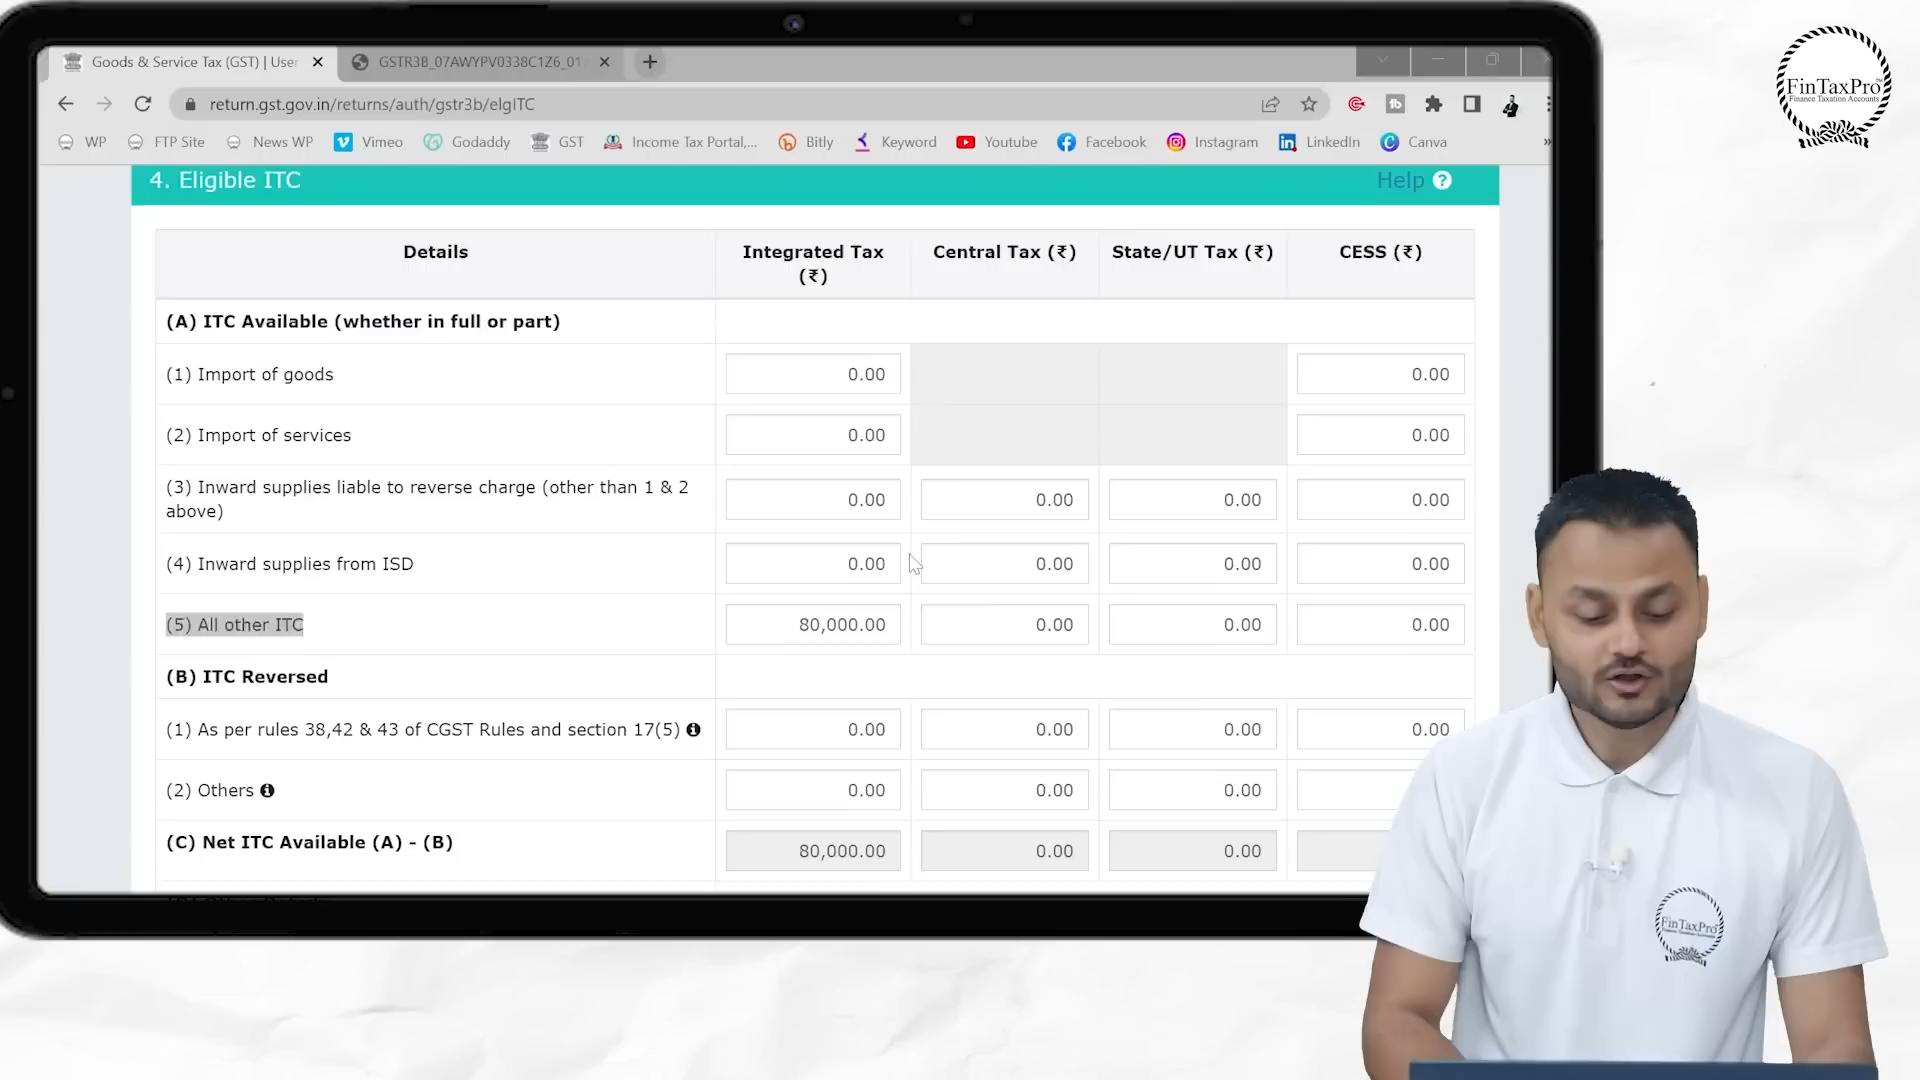 Goods & Service Tax (GST) | User
GSTR3B_07AWYPV0338C1Z6_01
return.gst.gov.in/returns/auth/gstr3b/elgITC
WP FTP Site News WP Vimeo Godaddy GST Income Tax Portal,... Bitly Keyword Youtube Facebook Instagram LinkedIn Canva »
4. Eligible ITC Help ?
Details Integrated Tax (₹) Central Tax (₹) State/UT Tax (₹) CESS (₹)
(A) ITC Available (whether in full or part)
(1) Import of goods 0.00 0.00
(2) Import of services 0.00 0.00
(3) Inward supplies liable to reverse charge (other than 1 & 2
above) 0.00 0.00 0.00 0.00
(4) Inward supplies from ISD 0.00 0.00 0.00 0.00
(5) All other ITC 80,000.00 0.00 0.00 0.00
(B) ITC Reversed
(1) As per rules 38,42 & 43 of CGST Rules and section 17(5) 0.00 0.00 0.00 0.00
(2) Others 0.00 0.00 0.00
(C) Net ITC Available (A) - (B) 80,000.00 0.00 0.00
FinTaxPro
Finance Taxation Accounts
FinTaxPro
Finance Taxation Accounts